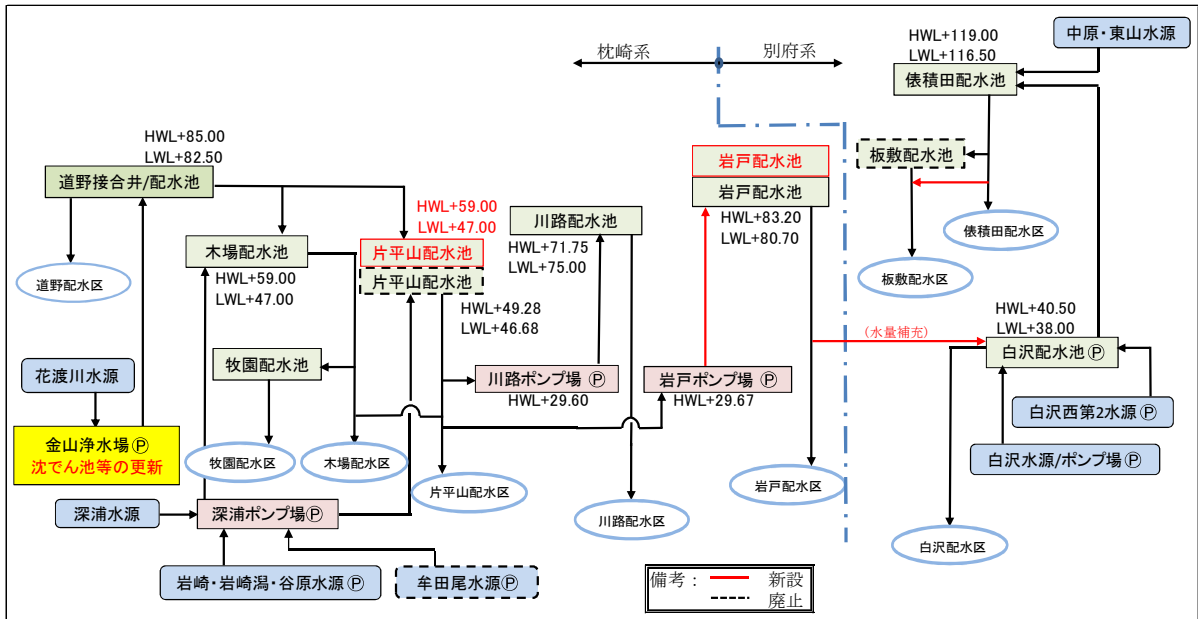 枕崎系
別府系
HWL+119.00
LWL+116.50
俵積田配水池
中原・東山水源
板敷配水池
俵積田配水区
板敷配水区
HWL+85.00
LWL+82.50
道野接合井/配水池
道野配水区
木場配水池
HWL+59.00
LWL+47.00
HWL+59.00
LWL+47.00
片平山配水池
片平山配水池
HWL+49.28
LWL+46.68
川路配水池
HWL+71.75
LWL+75.00
岩戸配水池
岩戸配水池
HWL+83.20
LWL+80.70
(水量補充)
HWL+40.50
LWL+38.00
白沢配水池Ⓟ
花渡川水源
牧園配水池
川路ポンプ場 Ⓟ
HWL+29.60
岩戸ポンプ場 Ⓟ
HWL+29.67
白沢西第2水源Ⓟ
白沢水源/ポンプ場Ⓟ
金山浄水場Ⓟ
沈でん池等の更新
牧園配水区
木場配水区
片平山配水区
川路配水区
岩戸配水区
白沢配水区
深浦水源
深浦ポンプ場Ⓟ
岩崎・岩崎潟・谷原水源Ⓟ
牟田尾水源Ⓟ
備考： 新設
廃止